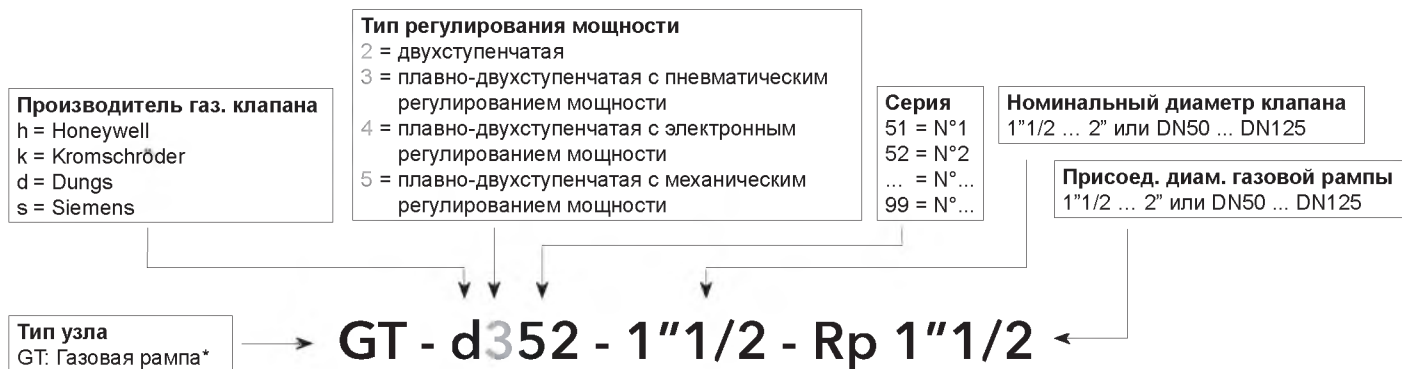 Тип регулирования мощности
2 = двухступенчатая
3 = плавно-двухступенчатая с пневматическим
регулированием мощности
4 = плавно-двухступенчатая с электронным
регулированием мощности
5 = плавно-двухступенчатая с механическим
регулированием мощности
Производитель газ. клапана
h = Honeywell
k = Kromschröder
d = Dungs
s = Siemens
Серия
51 = N°1
52 = N°2
... = N°...
99 = N°...
Номинальный диаметр клапана
1”1/2 ... 2” или DN50 ... DN125
Присоед. диам. газовой рампы
1”1/2 ... 2” или DN50 ... DN125
Тип узла
GT: Газовая рампа*
GT - d352 - 1”1/2 - Rp 1”1/2